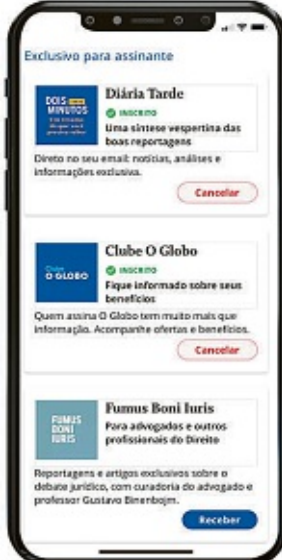 Exclusivo para assinante
DOIS
MINUTOS
Diária Tarde
INSCRITO
Uma síntese vespertina das
boas reportagens
Direto no seu email: notícias, análises e
informações exclusiva.
Cancelar
Clube
O GLOBO
Clube O Globo
INSCRITO
Fique informado sobre seus
benefícios
Quem assina O Globo tem muito mais que
informação. Acompanhe ofertas e benefícios.
Cancelar
FUMUS
BONI
IURIS
Fumus Boni Iuris
Para advogados e outros
profissionais do Direito
Reportagens e artigos exclusivos sobre o
debate jurídico, com curadoria do advogado e
professor Gustavo Binenbojm.
Receber